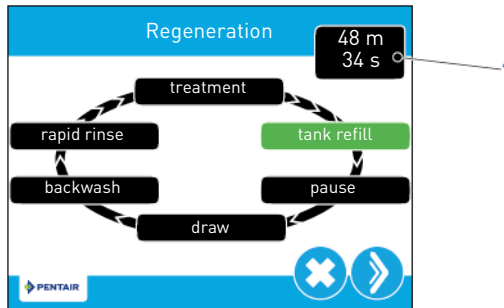 Regeneration
48 m
34 s
treatment
rapid rinse
tank refill
backwash
pause
draw
PENTAIR